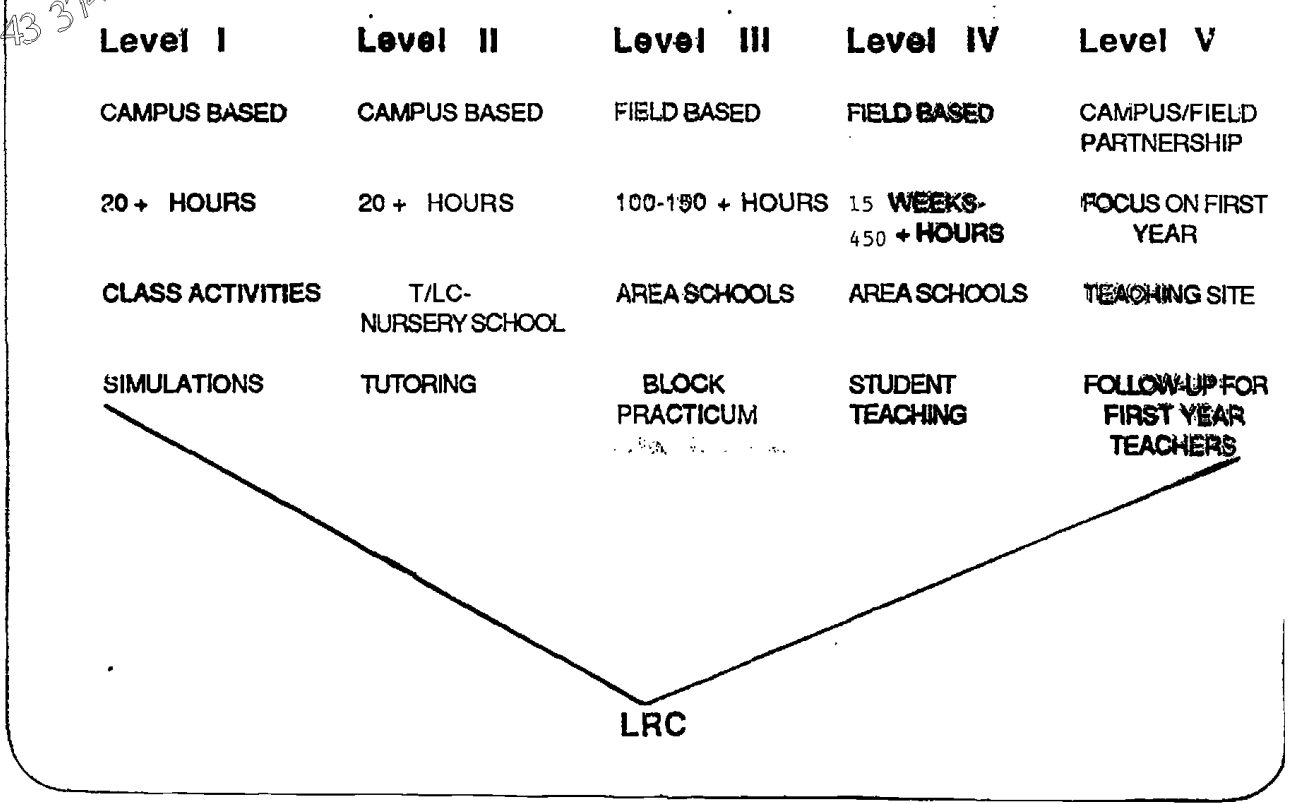 43 31
Level I Level II Level III Level IV Level V
CAMPUS BASED CAMPUS BASED FIELD BASED FIELD BASED CAMPUS/FIELD
PARTNERSHIP
20 + HOURS 20 + HOURS 100-150 + HOURS 15 WEEKS- FOCUS ON FIRST
450 + HOURS YEAR
CLASS ACTIVITIES T/LC- AREA SCHOOLS AREA SCHOOLS TEACHING SITE
NURSERY SCHOOL
SIMULATIONS TUTORING BLOCK STUDENT FOLLOW-UP FOR
PRACTICUM TEACHING FIRST YEAR
TEACHERS
LRC